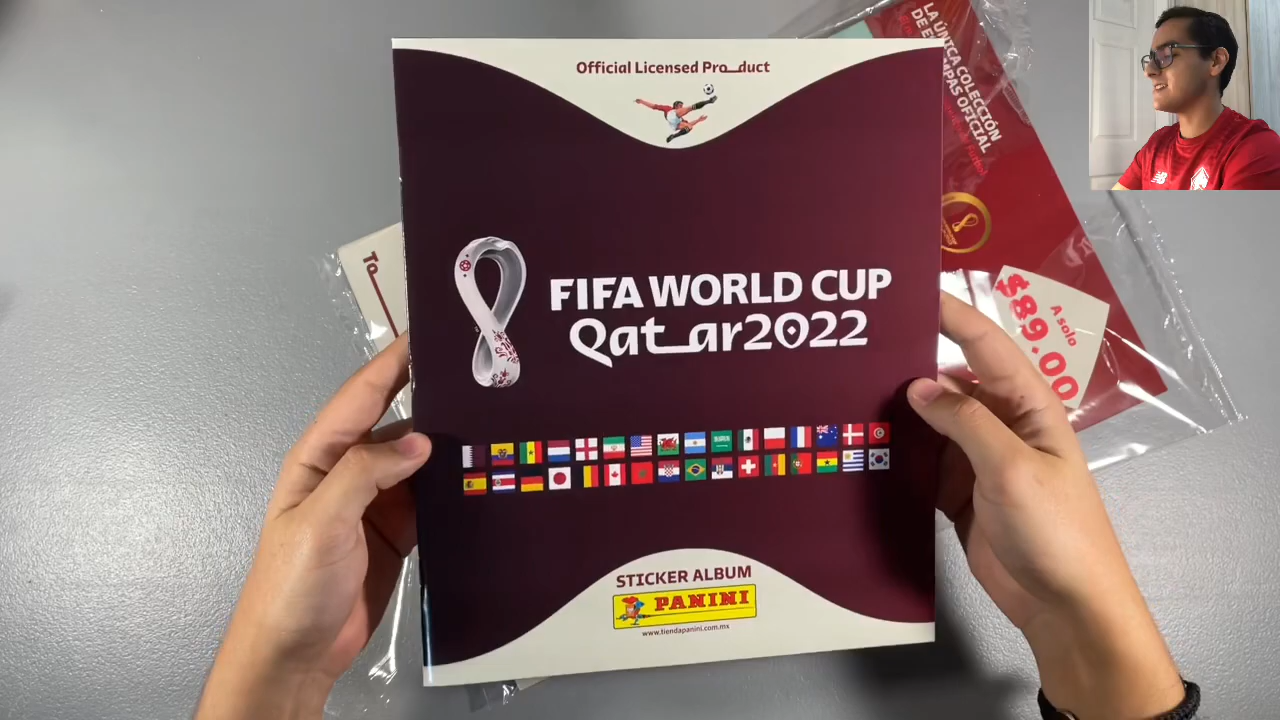 Official Licensed Product
FIFA WORLD CUP
Qatar2022
STICKER ALBUM
PANINI
www.tiendapanini.com.mx
To
LA ÚNICA COLECCIÓN
A solo
$89.00